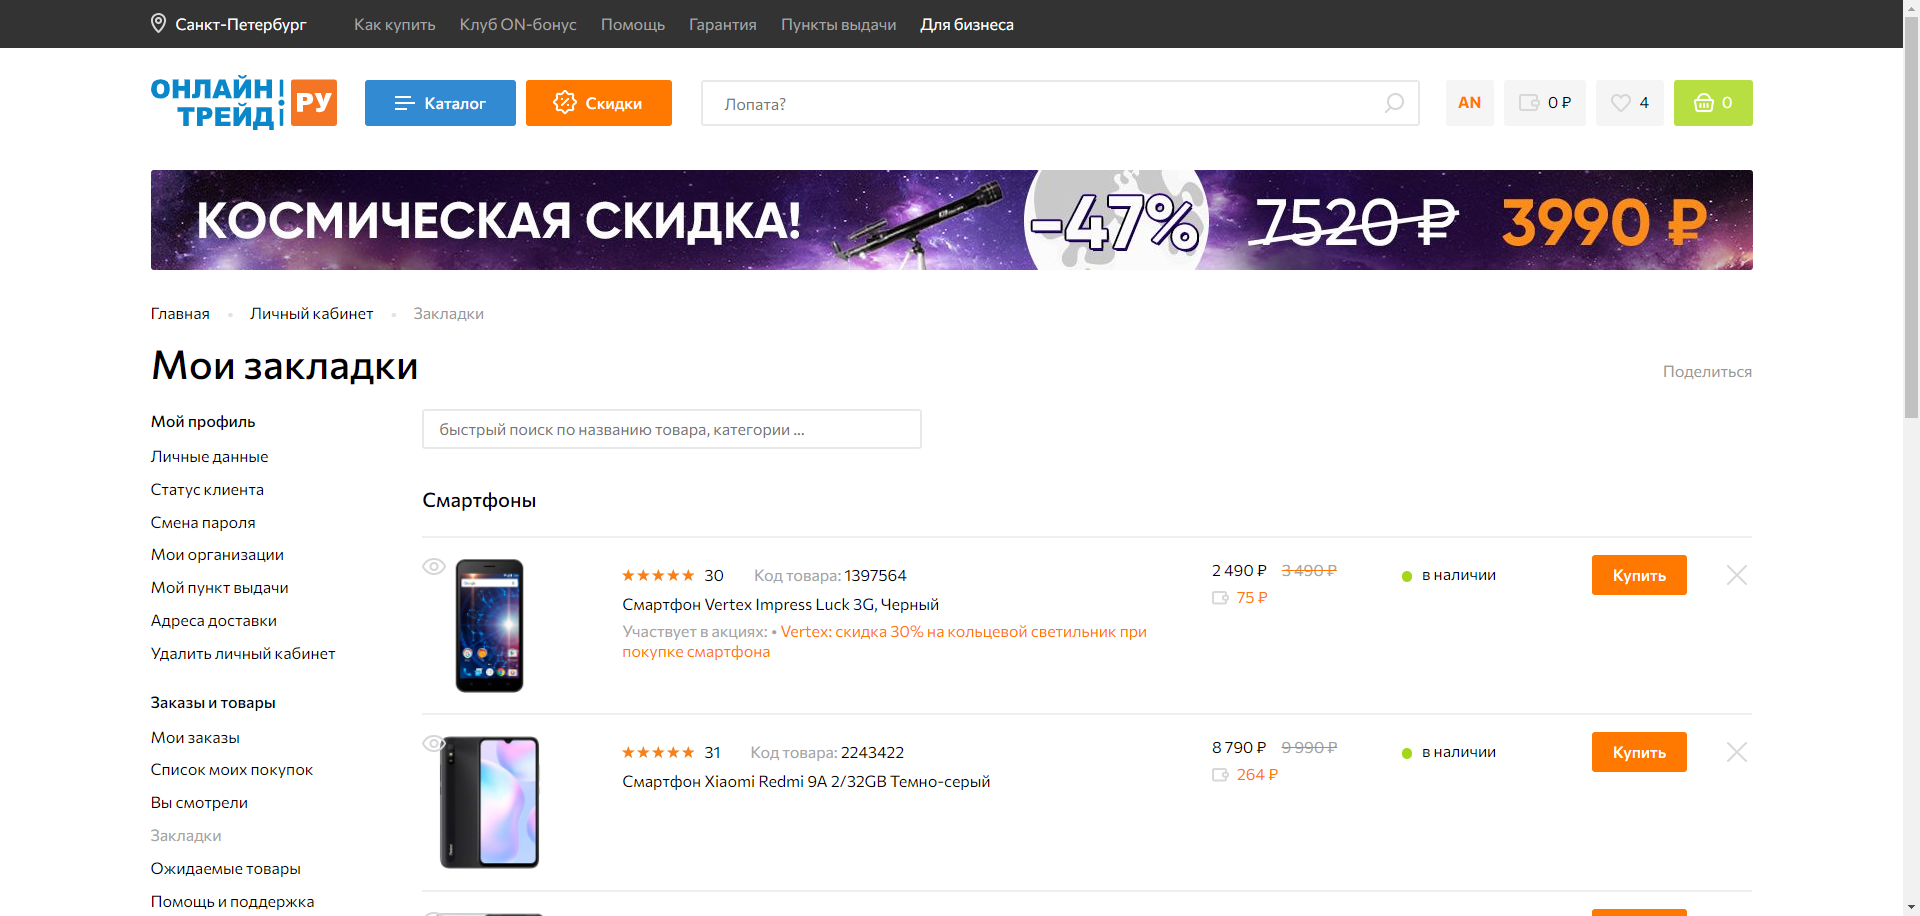 Санкт-Петербург
Как купить
Клуб ON-бонус
Помощь
Гарантия
Пункты выдачи
Для бизнеса
ОНЛАЙН ТРЕЙД РУ
Каталог
Скидки
Лопата?
AN
0 ₽
4
0
КОСМИЧЕСКАЯ СКИДКА!
-47%
7520 ₽
3990 ₽
Главная
Личный кабинет
Закладки
Мои закладки
Поделиться
Мой профиль
Личные данные
Статус клиента
Смена пароля
Мои организации
Мой пункт выдачи
Адреса доставки
Удалить личный кабинет
Заказы и товары
Мои заказы
Список моих покупок
Вы смотрели
Закладки
Ожидаемые товары
Помощь и поддержка
быстрый поиск по названию товара, категории ...
Смартфоны
30
Код товара: 1397564
Смартфон Vertex Impress Luck 3G, Черный
Участвует в акциях: • Vertex: скидка 30% на кольцевой светильник при
покупке смартфона
2 490 ₽ 3 490 ₽
75 ₽
в наличии
Купить
31
Код товара: 2243422
Смартфон Xiaomi Redmi 9A 2/32GB Темно-серый
8 790 ₽ 9 990 ₽
264 ₽
в наличии
Купить